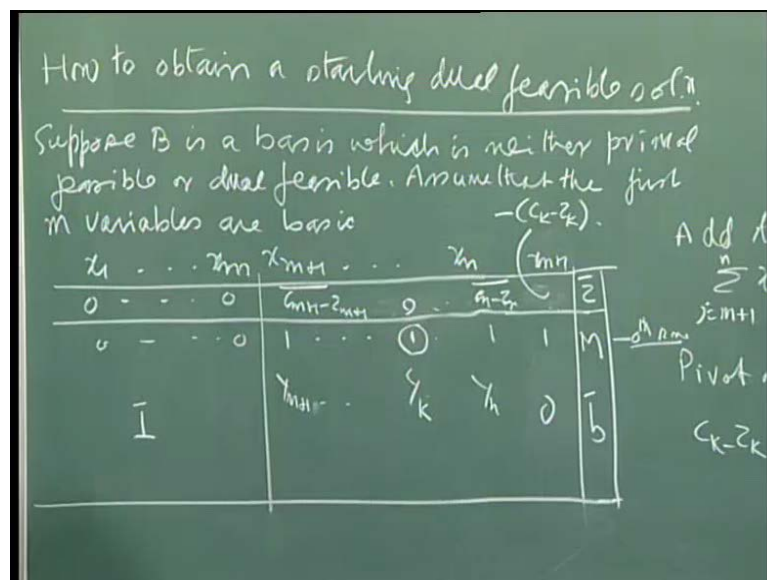 How to obtain a starting dual feasible sol.n.
Suppose B is a basis which is neither primal
feasible or dual feasible. Assume that the first
m variables are basic
-(Ck-Zk).
x1 . . . xm xm+1 . . . xn xn+1
0 - - - 0 Cm+1-Zm+1 0 .. Cn-Zn z̄
0 - - - 0 1 . . . 1 . 1 1 M - 0th Row
I Ym+1 - . Yk Yn 0 b̄
Add
n
Σ
j=m+1
Pivot
Ck-Zk